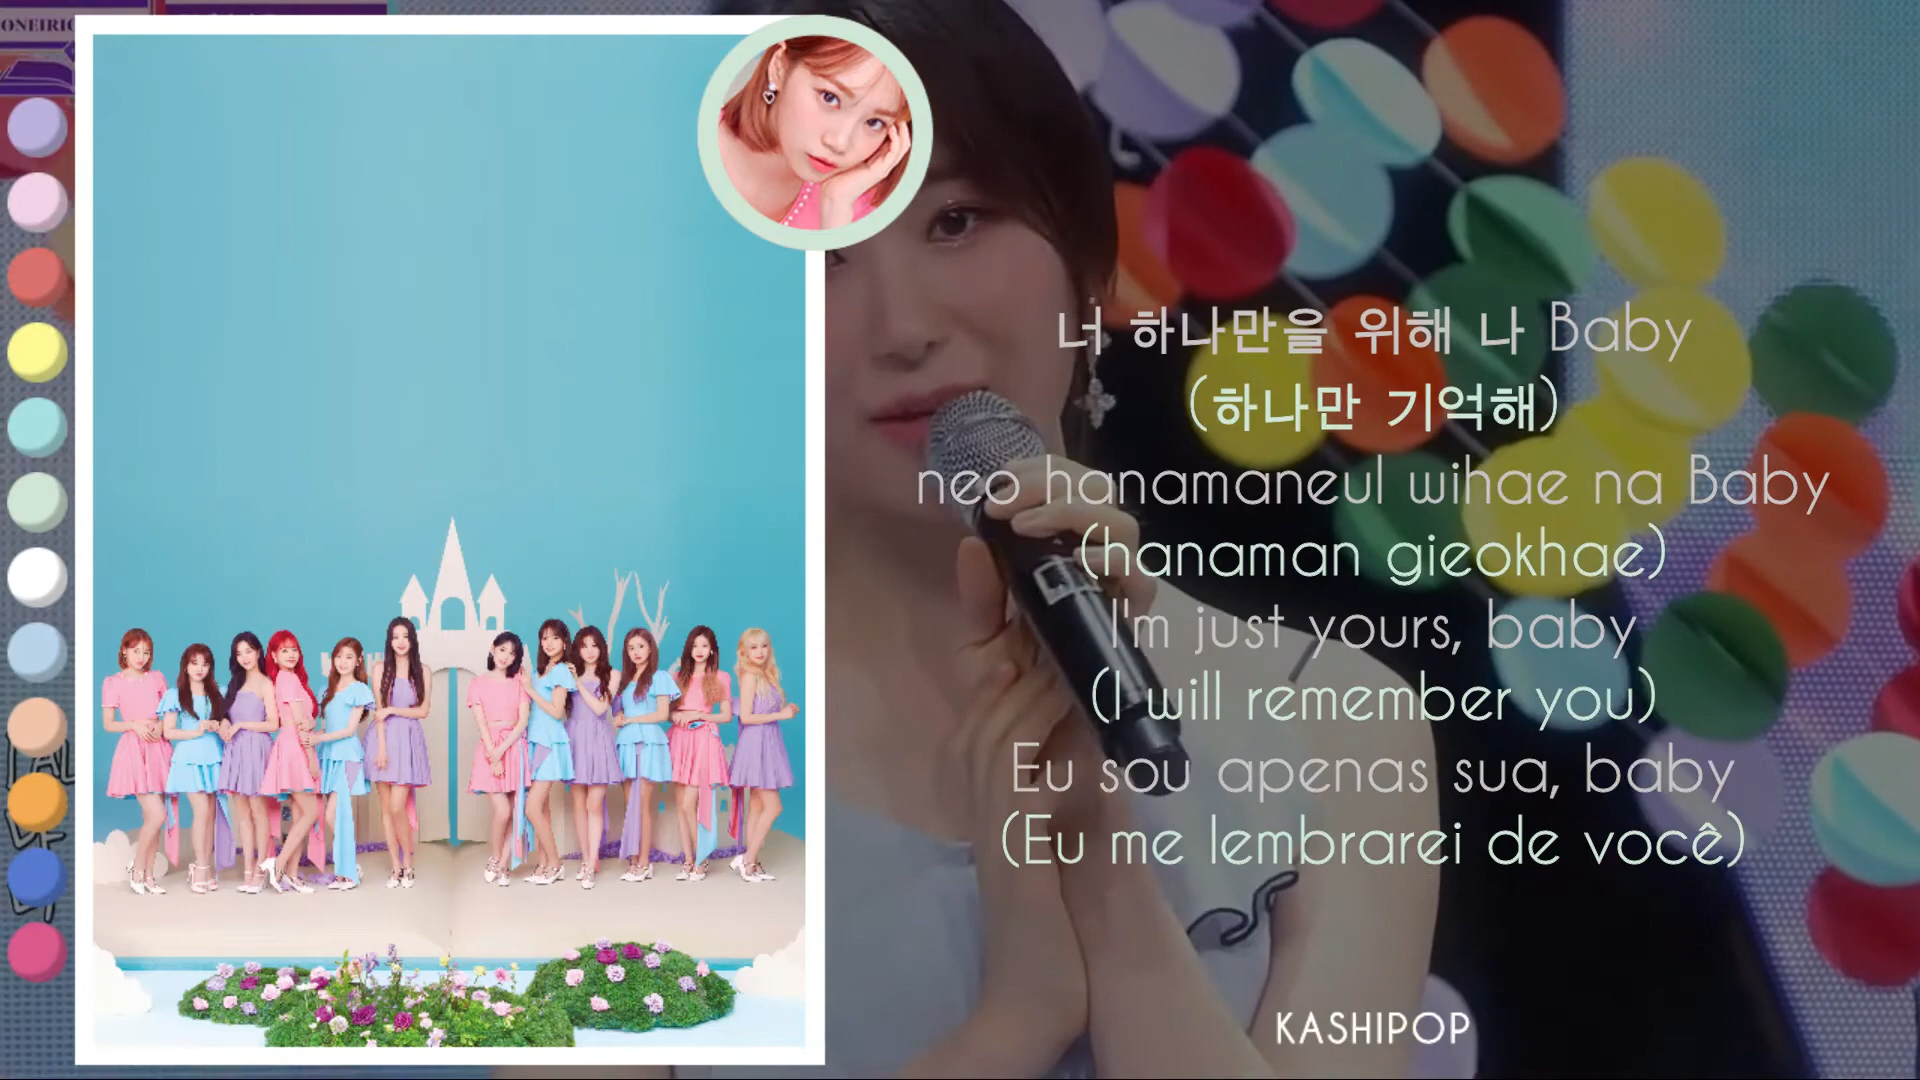 ONEIRIC
너 하나만을 위해 나 Baby
(하나만 기억해)
neo hanamaneul wihae na Baby
(hanaman gieokhae)
I'm just yours, baby
(I will remember you)
Eu sou apenas sua, baby
(Eu me lembrarei de você)
KASHIPOP